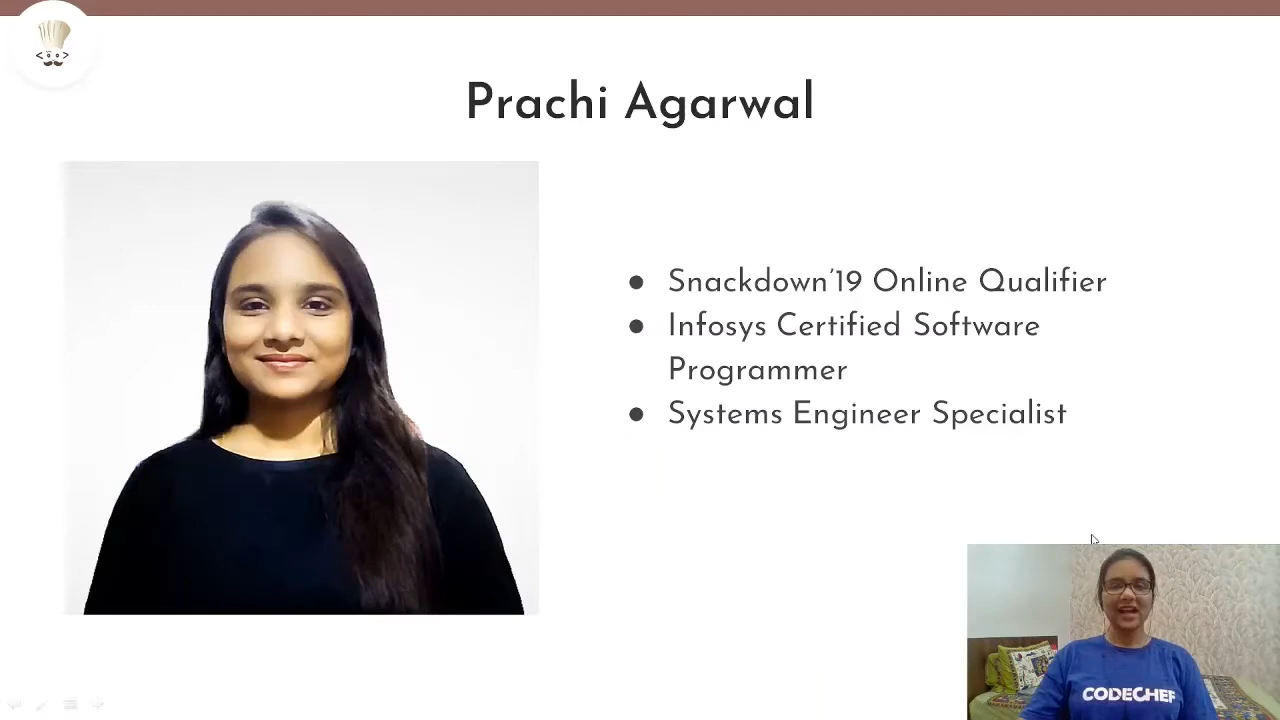 Prachi Agarwal
● Snackdown'19 Online Qualifier
● Infosys Certified Software
Programmer
● Systems Engineer Specialist
CODECHEF